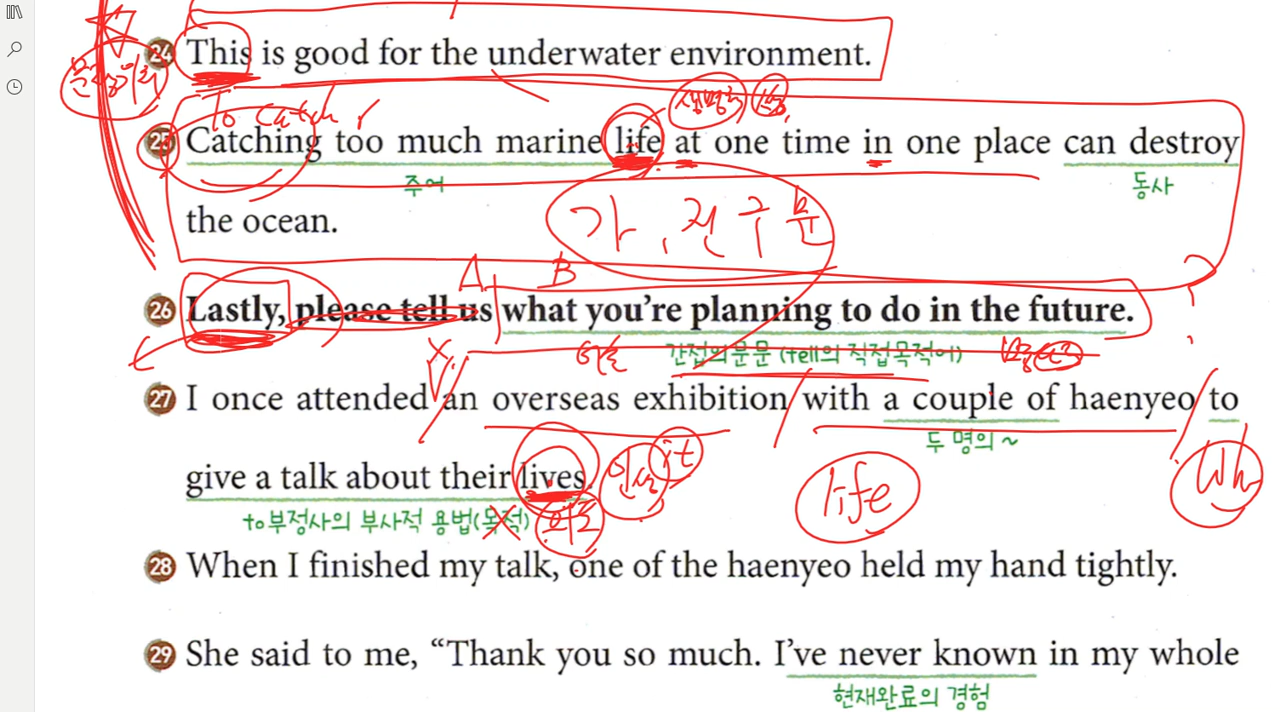 24 This is good for the underwater environment.
To catch
생명체
25 Catching too much marine life at one time in one place can destroy
주어
동사
the ocean.
가, 진 구문
A B
26 Lastly, please tell us what you're planning to do in the future.
간접의문문 (tell의 직접목적어)
27 I once attended an overseas exhibition with a couple of haenyeo to
두 명의 ~
give a talk about their lives.
인생
it
life
Wh
to부정사의 부사적 용법(목적)
28 When I finished my talk, one of the haenyeo held my hand tightly.
29 She said to me, “Thank you so much. I've never known in my whole
현재완료의 경험